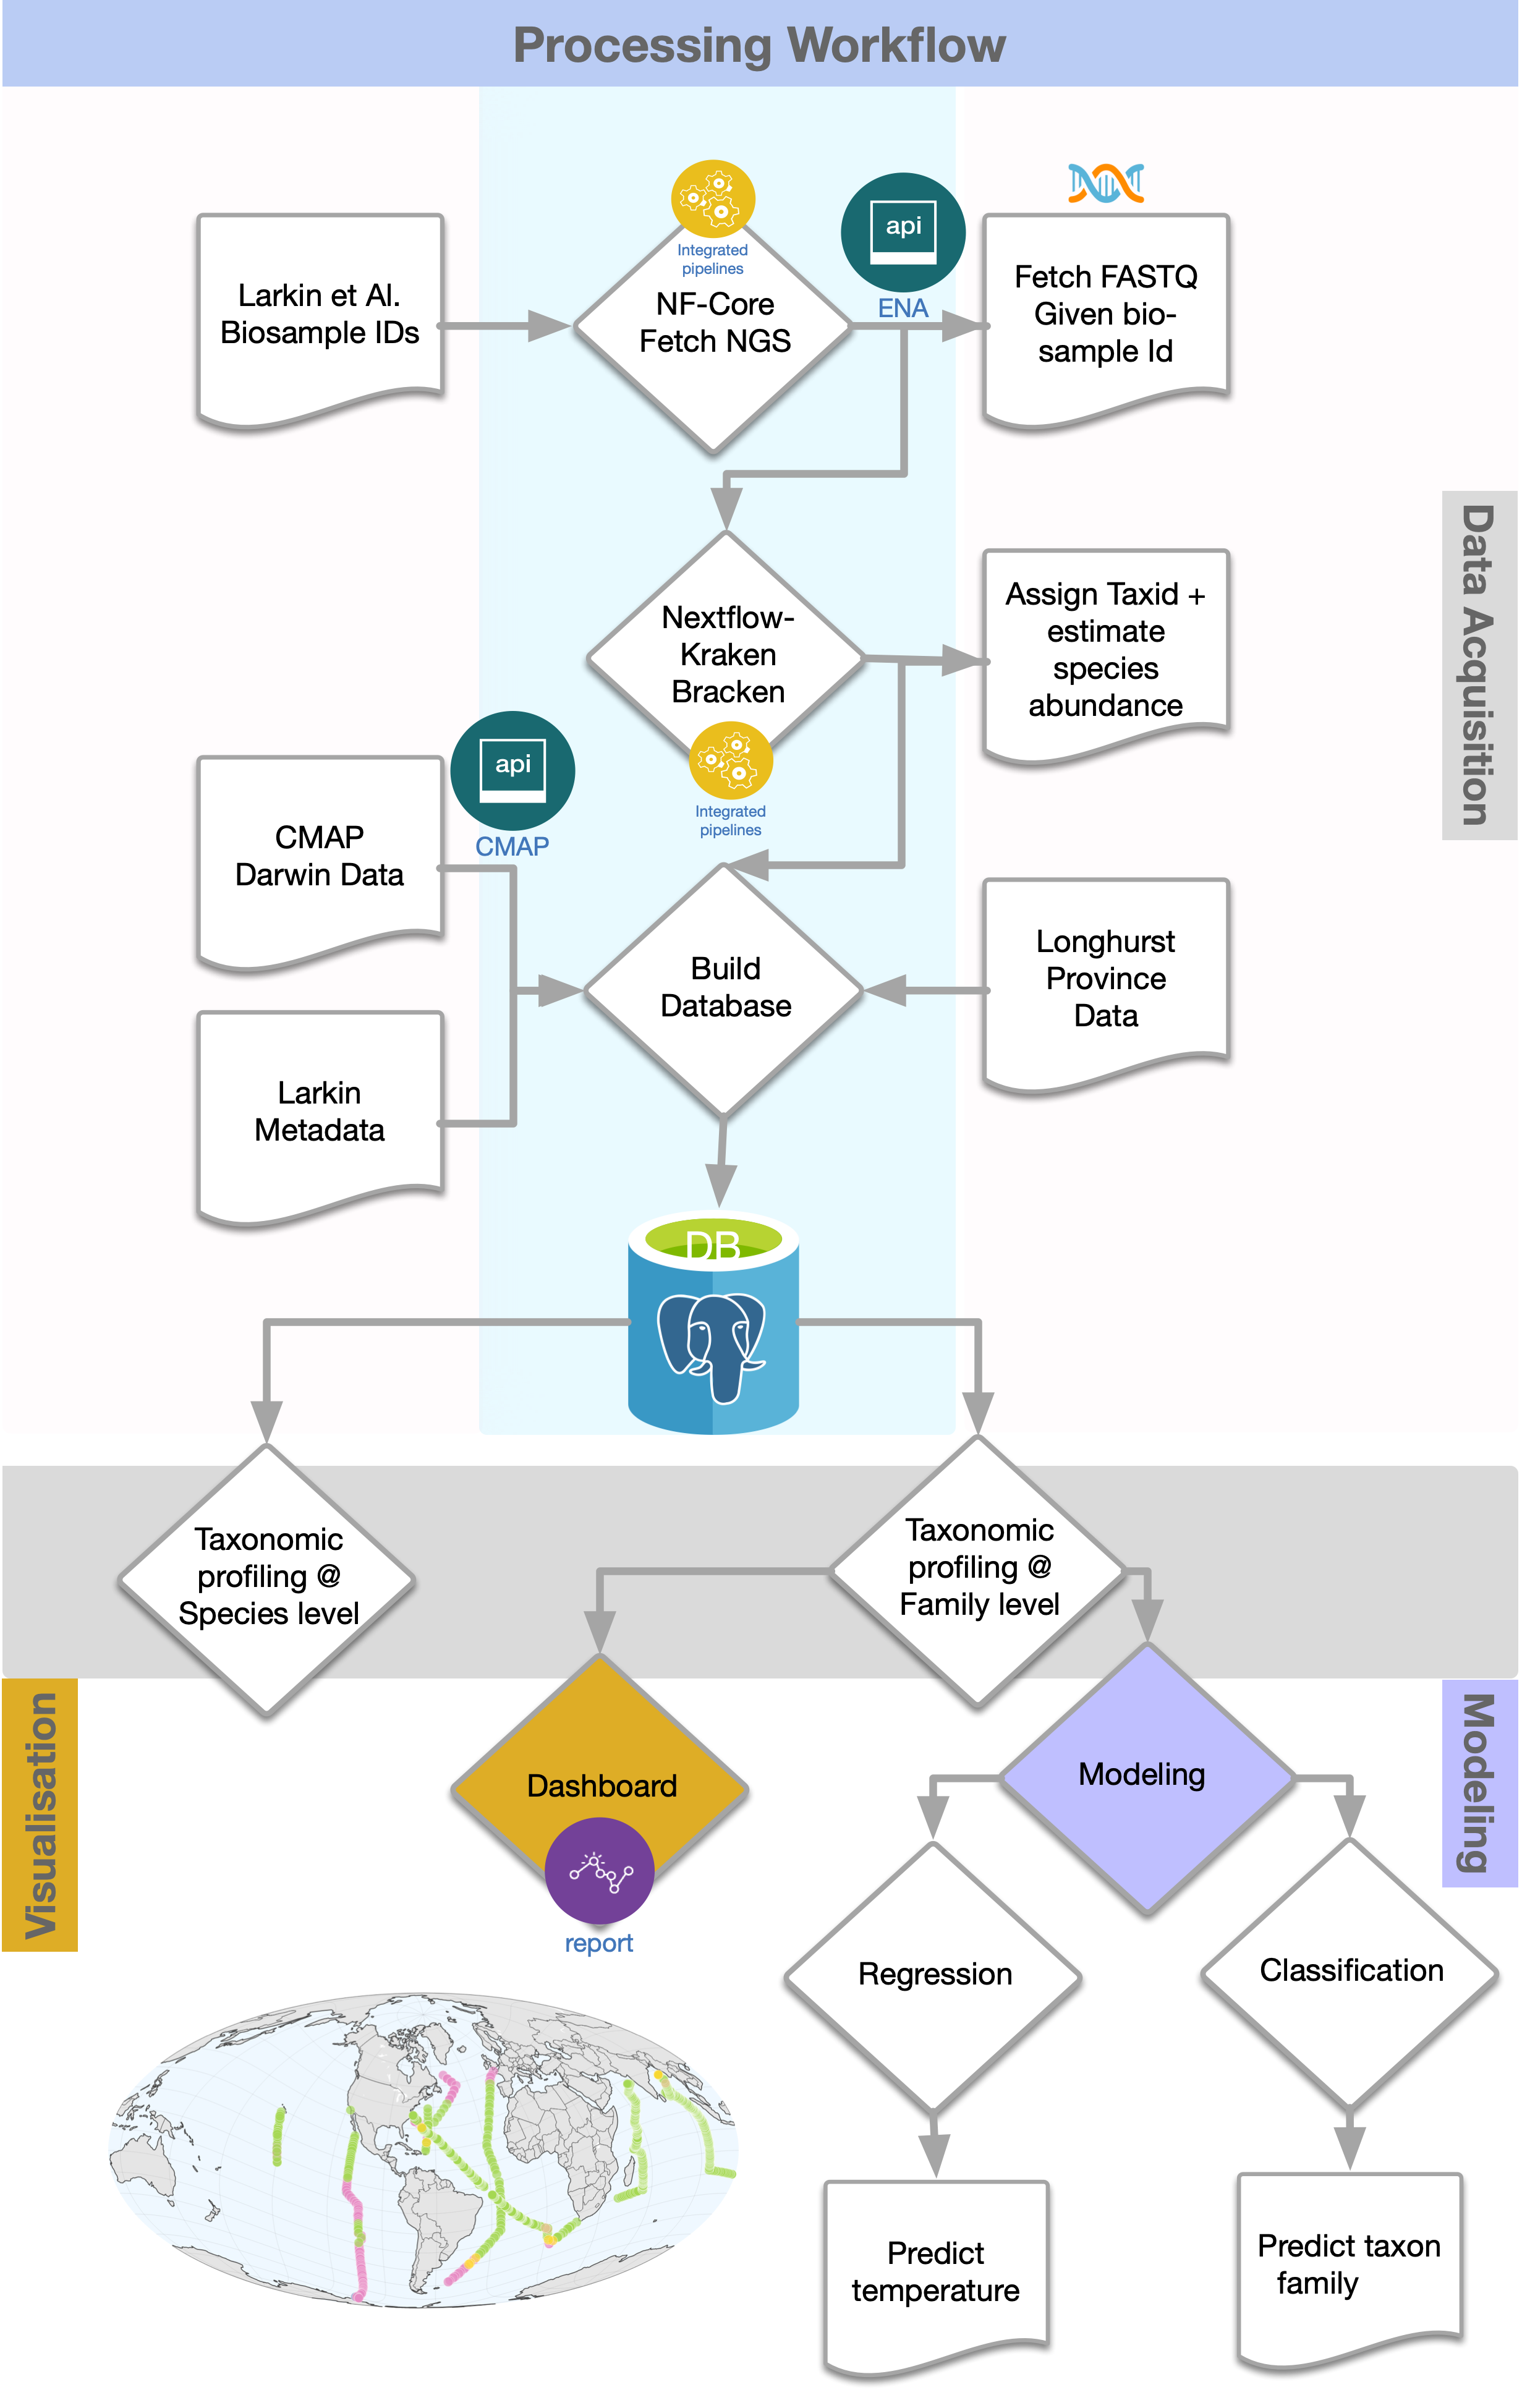 Processing Workflow
Integrated
pipelines
api
ENA
Larkin et Al.
Biosample IDs
NF-Core
Fetch NGS
Fetch FASTQ
Given bio-
sample Id
Data Acquisition
Nextflow-
Kraken
Bracken
Integrated
pipelines
Assign Taxid +
estimate
species
abundance
api
CMAP
CMAP
Darwin Data
Build
Database
Longhurst
Province
Data
Larkin
Metadata
DB
Taxonomic
profiling @
Species level
Taxonomic
profiling @
Family level
Visualisation
Dashboard
report
Modeling
Modeling
Regression
Classification
Predict
temperature
Predict taxon
family